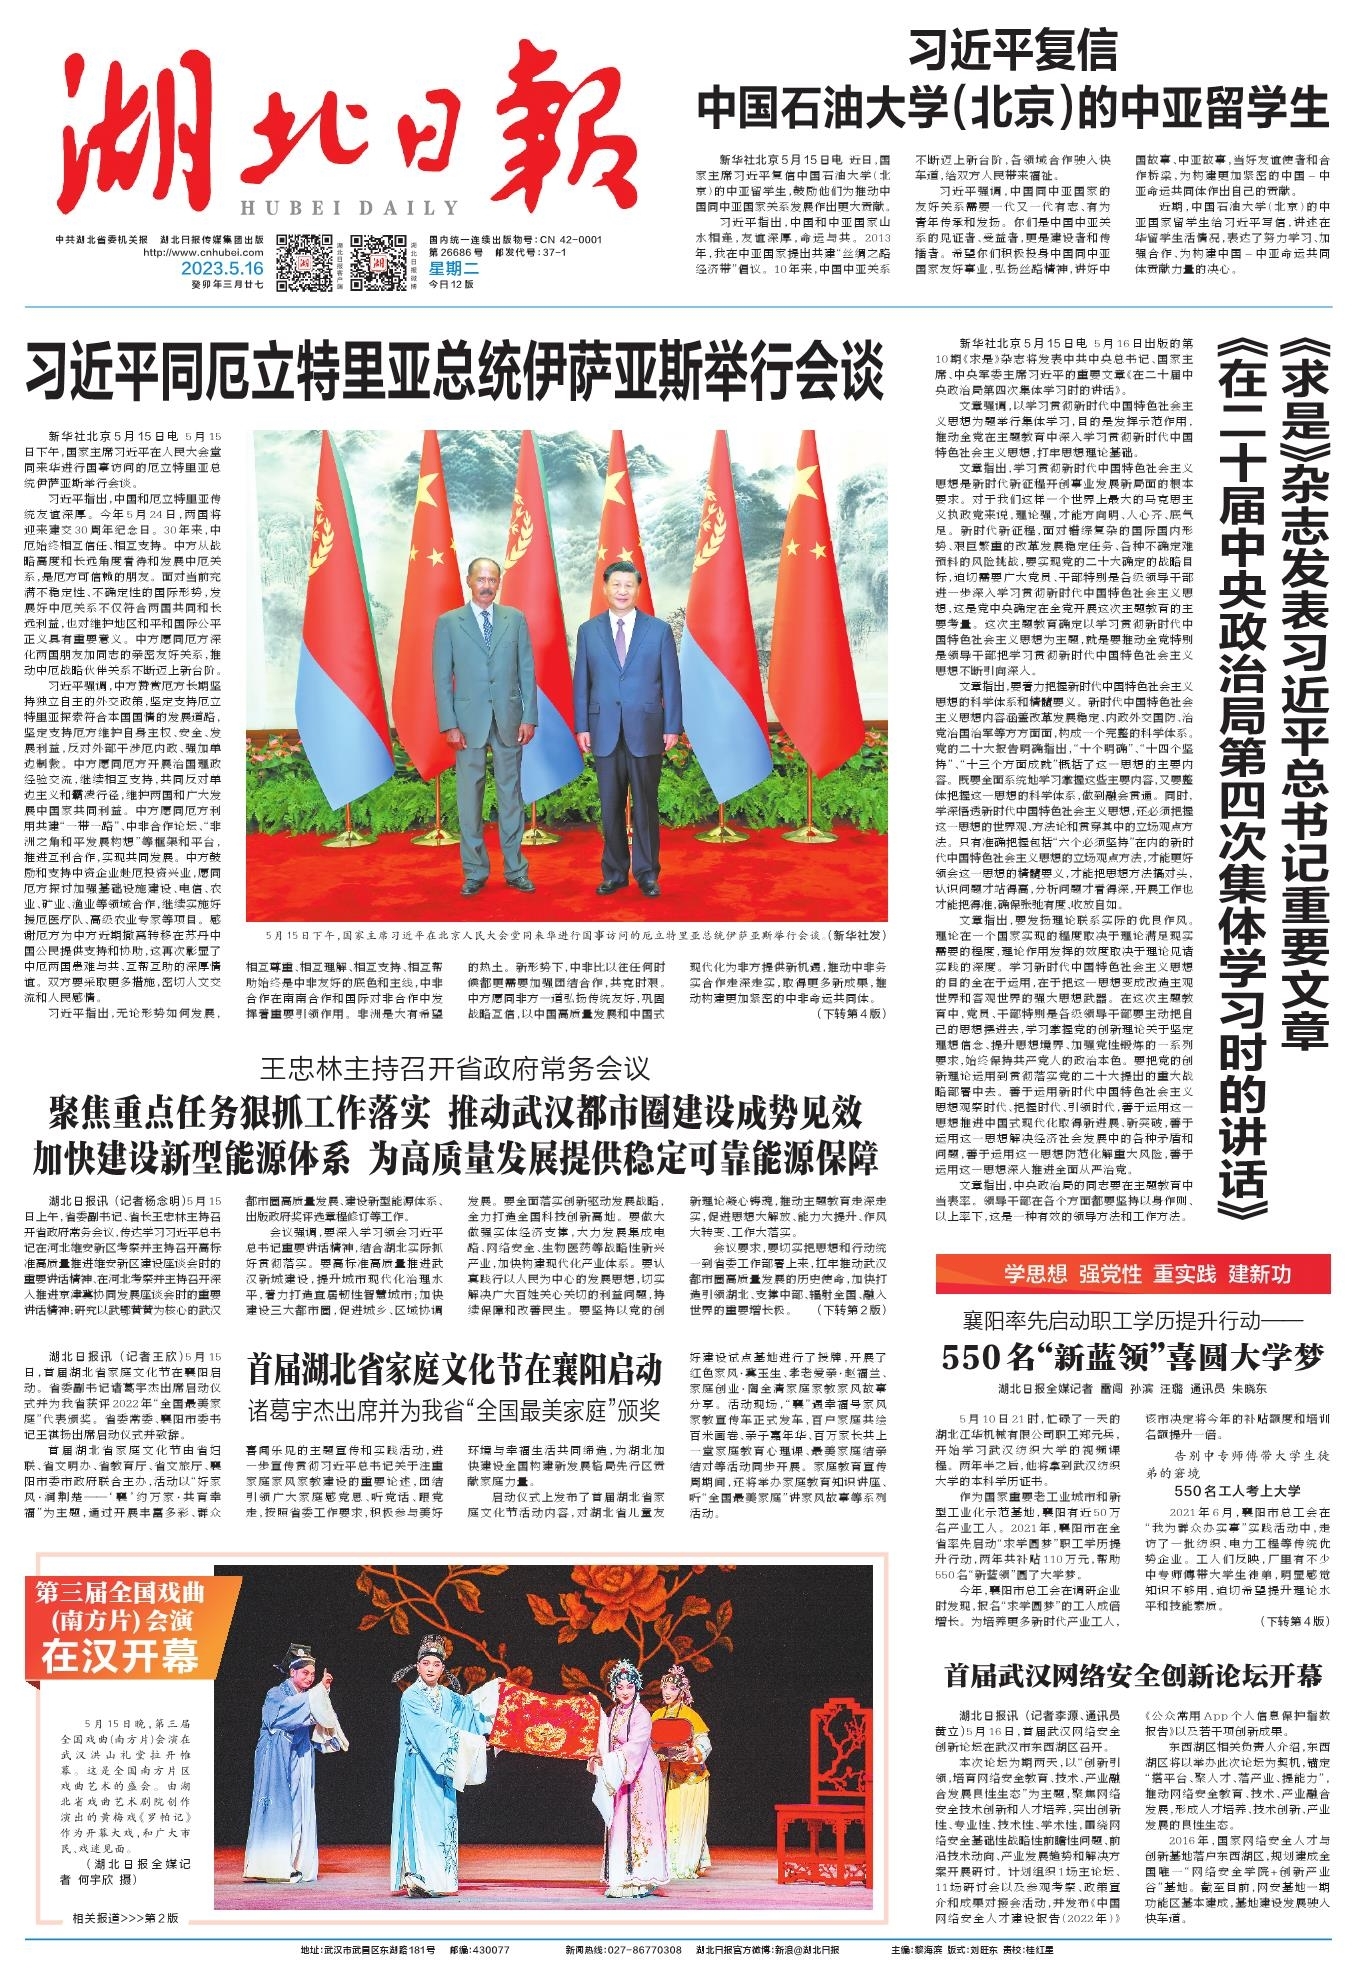 湖北日報
HUBEI DAILY
中共湖北省委机关报 湖北日报传媒集团出版
http://www.cnhubei.com
2023.5.16
癸卯年三月廿七
湖北日报客户端
湖北日报微博
国内统一连续出版物号：CN 42-0001
第26686号 邮发代号：37-1
星期二
今日12版
习近平复信
中国石油大学（北京）的中亚留学生
新华社北京5月15日电 近日，国
家主席习近平复信中国石油大学（北
京）的中亚留学生，鼓励他们为推动中
国同中亚国家关系发展作出更大贡献。
习近平指出，中国和中亚国家山
水相连，友谊深厚，命运与共。2013
年，我在中亚国家提出共建“丝绸之路
经济带”倡议。10年来，中国中亚关系
不断迈上新台阶，各领域合作驶入快
车道，给双方人民带来福祉。
习近平强调，中国同中亚国家的
友好关系需要一代又一代有志、有为
青年传承和发扬。你们是中国中亚关
系的见证者、受益者，更是建设者和传
播者。希望你们积极投身中国同中亚
国家友好事业，弘扬丝路精神，讲好中
国故事、中亚故事，当好友谊使者和合
作桥梁，为构建更加紧密的中国－中
亚命运共同体作出自己的贡献。
近期，中国石油大学（北京）的中
亚国家留学生给习近平写信，讲述在
华留学生活情况，表达了努力学习、加
强合作、为构建中国－中亚命运共同
体贡献力量的决心。
习近平同厄立特里亚总统伊萨亚斯举行会谈
新华社北京5月15日电 5月15
日下午，国家主席习近平在人民大会堂
同来华进行国事访问的厄立特里亚总
统伊萨亚斯举行会谈。
习近平指出，中国和厄立特里亚传
统友谊深厚。今年5月24日，两国将
迎来建交30周年纪念日。30年来，中
厄始终相互信任、相互支持。中方从战
略高度和长远角度看待和发展中厄关
系，是厄方可信赖的朋友。面对当前充
满不稳定性、不确定性的国际形势，发
展好中厄关系不仅符合两国共同和长
远利益，也对维护地区和平和国际公平
正义具有重要意义。中方愿同厄方深
化两国朋友加同志的亲密友好关系，推
动中厄战略伙伴关系不断迈上新台阶。
习近平强调，中方赞赏厄方长期坚
持独立自主的外交政策，坚定支持厄立
特里亚探索符合本国国情的发展道路，
坚定支持厄方维护自身主权、安全、发
展利益，反对外部干涉厄内政、强加单
边制裁。中方愿同厄方开展治国理政
经验交流，继续相互支持，共同反对单
边主义和霸凌行径，维护两国和广大发
展中国家共同利益。中方愿同厄方利
用共建“一带一路”、中非合作论坛、“非
洲之角和平发展构想”等框架和平台，
推进互利合作，实现共同发展。中方鼓
励和支持中资企业赴厄投资兴业，愿同
厄方探讨加强基础设施建设、电信、农
业、矿业、渔业等领域合作，继续实施好
援厄医疗队、高级农业专家等项目。感
谢厄方为中方近期撤离转移在苏丹中
国公民提供支持和协助，这再次彰显了
中厄两国患难与共、互帮互助的深厚情
谊。双方要采取更多措施，密切人文交
流和人民感情。
习近平指出，无论形势如何发展，
5月15日下午，国家主席习近平在北京人民大会堂同来华进行国事访问的厄立特里亚总统伊萨亚斯举行会谈。（新华社发）
相互尊重、相互理解、相互支持、相互帮
助始终是中非友好的底色和主线，中非
合作在南南合作和国际对非合作中发
挥着重要引领作用。非洲是大有希望
的热土。新形势下，中非比以往任何时
候都更需要加强团结合作，共克时艰。
中方愿同非方一道弘扬传统友好，巩固
战略互信，以中国高质量发展和中国式
现代化为非方提供新机遇，推动中非务
实合作走深走实，取得更多新成果，推
动构建更加紧密的中非命运共同体。
（下转第4版）
《求是》杂志发表习近平总书记重要文章
《在二十届中央政治局第四次集体学习时的讲话》
新华社北京5月15日电 5月16日出版的第
10期《求是》杂志将发表中共中央总书记、国家主
席、中央军委主席习近平的重要文章《在二十届中
央政治局第四次集体学习时的讲话》。
文章强调，以学习贯彻新时代中国特色社会主
义思想为题举行集体学习，目的是发挥示范作用，
推动全党在主题教育中深入学习贯彻新时代中国
特色社会主义思想，打牢思想理论基础。
文章指出，学习贯彻新时代中国特色社会主义
思想是新时代新征程开创事业发展新局面的根本
要求。对于我们这样一个世界上最大的马克思主
义执政党来说，理论强，才能方向明、人心齐、底气
足。新时代新征程，面对错综复杂的国际国内形
势、艰巨繁重的改革发展稳定任务、各种不确定难
预料的风险挑战，要实现党的二十大确定的战略目
标，迫切需要广大党员、干部特别是各级领导干部
进一步深入学习贯彻新时代中国特色社会主义思
想，这是党中央确定在全党开展这次主题教育的主
要考量。这次主题教育确定以学习贯彻新时代中
国特色社会主义思想为主题，就是要推动全党特别
是领导干部把学习贯彻新时代中国特色社会主义
思想不断引向深入。
文章指出，要着力把握新时代中国特色社会主义
思想的科学体系和精髓要义。新时代中国特色社会
主义思想内容涵盖改革发展稳定、内政外交国防、治
党治国治军等方方面面，构成一个完整的科学体系。
党的二十大报告明确指出，“十个明确”、“十四个坚
持”、“十三个方面成就”概括了这一思想的主要内
容。既要全面系统地学习掌握这些主要内容，又要整
体把握这一思想的科学体系，做到融会贯通。同时，
学深悟透新时代中国特色社会主义思想，还必须把握
这一思想的世界观、方法论和贯穿其中的立场观点方
法。只有准确把握包括“六个必须坚持”在内的新时
代中国特色社会主义思想的立场观点方法，才能更好
领会这一思想的精髓要义，才能把思想方法搞对头，
认识问题才站得高，分析问题才看得深，开展工作也
才能把得准，确保张弛有度、收放自如。
文章指出，要发扬理论联系实际的优良作风。
理论在一个国家实现的程度取决于理论满足现实
需要的程度，理论作用发挥的效度取决于理论见诸
实践的深度。学习新时代中国特色社会主义思想
的目的全在于运用，在于把这一思想变成改造主观
世界和客观世界的强大思想武器。在这次主题教
育中，党员、干部特别是各级领导干部要主动把自
己的思想摆进去，学习掌握党的创新理论关于坚定
理想信念、提升思想境界、加强党性锻炼的一系列
要求，始终保持共产党人的政治本色。要把党的创
新理论运用到贯彻落实党的二十大提出的重大战
略部署中去。善于运用新时代中国特色社会主义
思想观察时代、把握时代、引领时代，善于运用这一
思想推进中国式现代化取得新进展、新突破，善于
运用这一思想解决经济社会发展中的各种矛盾和
问题，善于运用这一思想防范化解重大风险，善于
运用这一思想深入推进全面从严治党。
文章指出，中央政治局的同志要在主题教育中
当表率。领导干部在各个方面都要坚持以身作则、
以上率下，这是一种有效的领导方法和工作方法。
王忠林主持召开省政府常务会议
聚焦重点任务狠抓工作落实 推动武汉都市圈建设成势见效
加快建设新型能源体系 为高质量发展提供稳定可靠能源保障
湖北日报讯（记者杨念明）5月15
日上午，省委副书记、省长王忠林主持召
开省政府常务会议，传达学习习近平总书
记在河北雄安新区考察并主持召开高标
准高质量推进雄安新区建设座谈会时的
重要讲话精神、在河北考察并主持召开深
入推进京津冀协同发展座谈会时的重要
讲话精神；研究以武鄂黄黄为核心的武汉
都市圈高质量发展、建设新型能源体系、
出版政府奖评选章程修订等工作。
会议强调，要深入学习领会习近平
总书记重要讲话精神，结合湖北实际抓
好贯彻落实。要高标准高质量推进武
汉新城建设，提升城市现代化治理水
平，着力打造宜居韧性智慧城市；加快
建设三大都市圈，促进城乡、区域协调
发展。要全面落实创新驱动发展战略，
全力打造全国科技创新高地。要做大
做强实体经济支撑，大力发展集成电
路、网络安全、生物医药等战略性新兴
产业，加快构建现代化产业体系。要认
真践行以人民为中心的发展思想，切实
解决广大百姓关心关切的利益问题，持
续保障和改善民生。要坚持以党的创
新理论凝心铸魂，推动主题教育走深走
实，促进思想大解放、能力大提升、作风
大转变、工作大落实。
会议要求，要切实把思想和行动统
一到省委工作部署上来，扛牢推动武汉
都市圈高质量发展的历史使命，加快打
造引领湖北、支撑中部、辐射全国、融入
世界的重要增长极。（下转第2版）
首届湖北省家庭文化节在襄阳启动
诸葛宇杰出席并为我省“全国最美家庭”颁奖
湖北日报讯（记者王欣）5月15
日，首届湖北省家庭文化节在襄阳启
动。省委副书记诸葛宇杰出席启动仪
式并为我省获评2022年“全国最美家
庭”代表颁奖。省委常委、襄阳市委书
记王祺扬出席启动仪式并致辞。
首届湖北省家庭文化节由省妇
联、省文明办、省教育厅、省文旅厅、襄
阳市委市政府联合主办，活动以“好家
风·润荆楚——‘襄’约万家·共育幸
福”为主题，通过开展丰富多彩、群众
喜闻乐见的主题宣传和实践活动，进
一步宣传贯彻习近平总书记关于注重
家庭家风家教建设的重要论述，团结
引领广大家庭感党恩、听党话、跟党
走，按照省委工作要求，积极参与美好
环境与幸福生活共同缔造，为湖北加
快建设全国构建新发展格局先行区贡
献家庭力量。
启动仪式上发布了首届湖北省家
庭文化节活动内容，对湖北省儿童友
好建设试点基地进行了授牌，开展了
红色家风·龚玉生、孝老爱亲·赵福兰、
家庭创业·陶全清家庭家教家风故事
分享。活动现场，“襄”遇幸福号家风
家教宣传车正式发车，百户家庭共绘
百米画卷、亲子嘉年华、百万家长共上
一堂家庭教育心理课、最美家庭结亲
结对等活动同步开展。家庭教育宣传
周期间，还将举办家庭教育知识讲座、
听“全国最美家庭”讲家风故事等系列
活动。
第三届全国戏曲
（南方片）会演
在汉开幕
5月15日晚，第三届
全国戏曲（南方片）会演在
武汉洪山礼堂拉开帷
幕。这是全国南方片区
戏曲艺术的盛会。由湖
北省戏曲艺术剧院创作
演出的黄梅戏《罗帕记》
作为开幕大戏，和广大市
民、戏迷见面。
（湖北日报全媒记
者 何宇欣 摄）
相关报道>>>第2版
学思想 强党性 重实践 建新功
襄阳率先启动职工学历提升行动——
550名“新蓝领”喜圆大学梦
湖北日报全媒记者 雷闯 孙滨 汪璐 通讯员 朱晓东
5月10日21时，忙碌了一天的
湖北江华机械有限公司职工郑元兵，
开始学习武汉纺织大学的视频课
程。两年半之后，他将拿到武汉纺织
大学的本科学历证书。
作为国家重要老工业城市和新
型工业化示范基地，襄阳有近50万
名产业工人。2021年，襄阳市在全
省率先启动“求学圆梦”职工学历提
升行动，两年共补贴110万元，帮助
550名“新蓝领”圆了大学梦。
今年，襄阳市总工会在调研企业
时发现，报名“求学圆梦”的工人成倍
增长。为培养更多新时代产业工人，
该市决定将今年的补贴额度和培训
名额提升一倍。
告别中专师傅带大学生徒
弟的窘境
550名工人考上大学
2021年6月，襄阳市总工会在
“我为群众办实事”实践活动中，走
访了一批纺织、电力工程等传统优
势企业。工人们反映，厂里有不少
中专师傅带大学生徒弟，明显感觉
知识不够用，迫切希望提升理论水
平和技能素质。
（下转第4版）
首届武汉网络安全创新论坛开幕
湖北日报讯（记者李源、通讯员
黄立）5月16日，首届武汉网络安全
创新论坛在武汉市东西湖区召开。
本次论坛为期两天，以“创新引
领，培育网络安全教育、技术、产业融
合发展良性生态”为主题，聚焦网络
安全技术创新和人才培养，突出创新
性、专业性、技术性、学术性，围绕网
络安全基础性战略性前瞻性问题、前
沿技术动向、产业发展趋势和解决方
案开展研讨。计划组织1场主论坛、
11场研讨会以及参观考察、政策宣
介和成果对接会活动，并发布《中国
网络安全人才建设报告（2022年）》
《公众常用App个人信息保护指数
报告》以及若干项创新成果。
东西湖区相关负责人介绍，东西
湖区将以举办此次论坛为契机，锚定
“搭平台、聚人才、落产业、提能力”，
推动网络安全教育、技术、产业融合
发展，形成人才培养、技术创新、产业
发展的良性生态。
2016年，国家网络安全人才与
创新基地落户东西湖区，规划建成全
国唯一“网络安全学院+创新产业
谷”基地。截至目前，网安基地一期
功能区基本建成，基地建设发展驶入
快车道。
地址：武汉市武昌区东湖路181号 邮编：430077 新闻热线：027-86770308 湖北日报官方微博：新浪@湖北日报 主编：黎海滨 版式：刘旺东 责校：桂红星